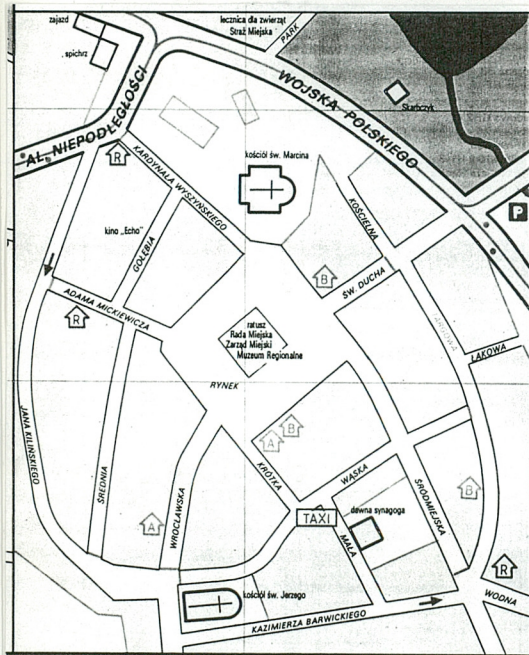 zajazd
spichrz
lecznica dla zwierząt
Straż Miejska
PARK
WOJSKA POLSKIEGO
Skarbczyk
AL. NIEPODLEGŁOŚCI
R
KARDYNAŁA WYSZYŃSKIEGO
kościół św. Marcina
KOŚCIELNA
P
kino „Echo"
GOŁĘBIA
B
ŚW. DUCHA
ADAMA MICKIEWICZA
R
ratusz
Rada Miejska
Zarząd Miejski
Muzeum Regionalne
ŁĄKOWA
RYNEK
JANA KILIŃSKIEGO
ŚREDNIA
A
WROCŁAWSKA
A
B
KRÓTKA
WĄSKA
B
ŚRÓDMIEJSKA
TAXI
dawna synagoga
MAŁA
R
WODNA
kościół św. Jerzego
KAZIMIERZA BARWICKIEGO